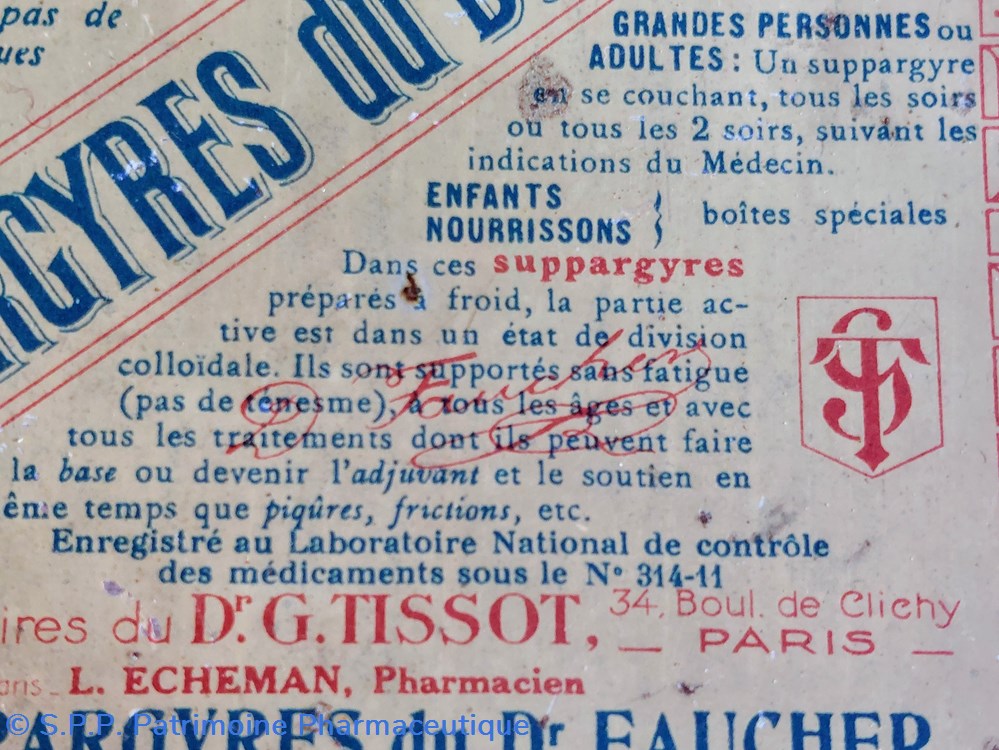 pas de
ues
GRANDES PERSONNES ou
ADULTES : Un suppargyre
en se couchant, tous les soirs
ou tous les 2 soirs, suivant les
indications du Médecin.
RGYRES du D
ENFANTS
NOURRISSONS } boîtes spéciales
Dans ces suppargyres
préparés à froid, la partie ac-
tive est dans un état de division
colloïdale. Ils sont supportés sans fatigue
(pas de ténesme), à tous les âges et avec
tous les traitements dont ils peuvent faire
la base ou devenir l'adjuvant et le soutien en
ême temps que piqûres, frictions, etc.
D Faucher
TS
Enregistré au Laboratoire National de contrôle
des médicaments sous le N° 314-11
ires du Dr. G. TISSOT, 34, Boul. de Clichy
— PARIS —
aris - L. ECHEMAN, Pharmacien
ARGYRES du Dr FAUCHER
© S.P.P. Patrimoine Pharmaceutique